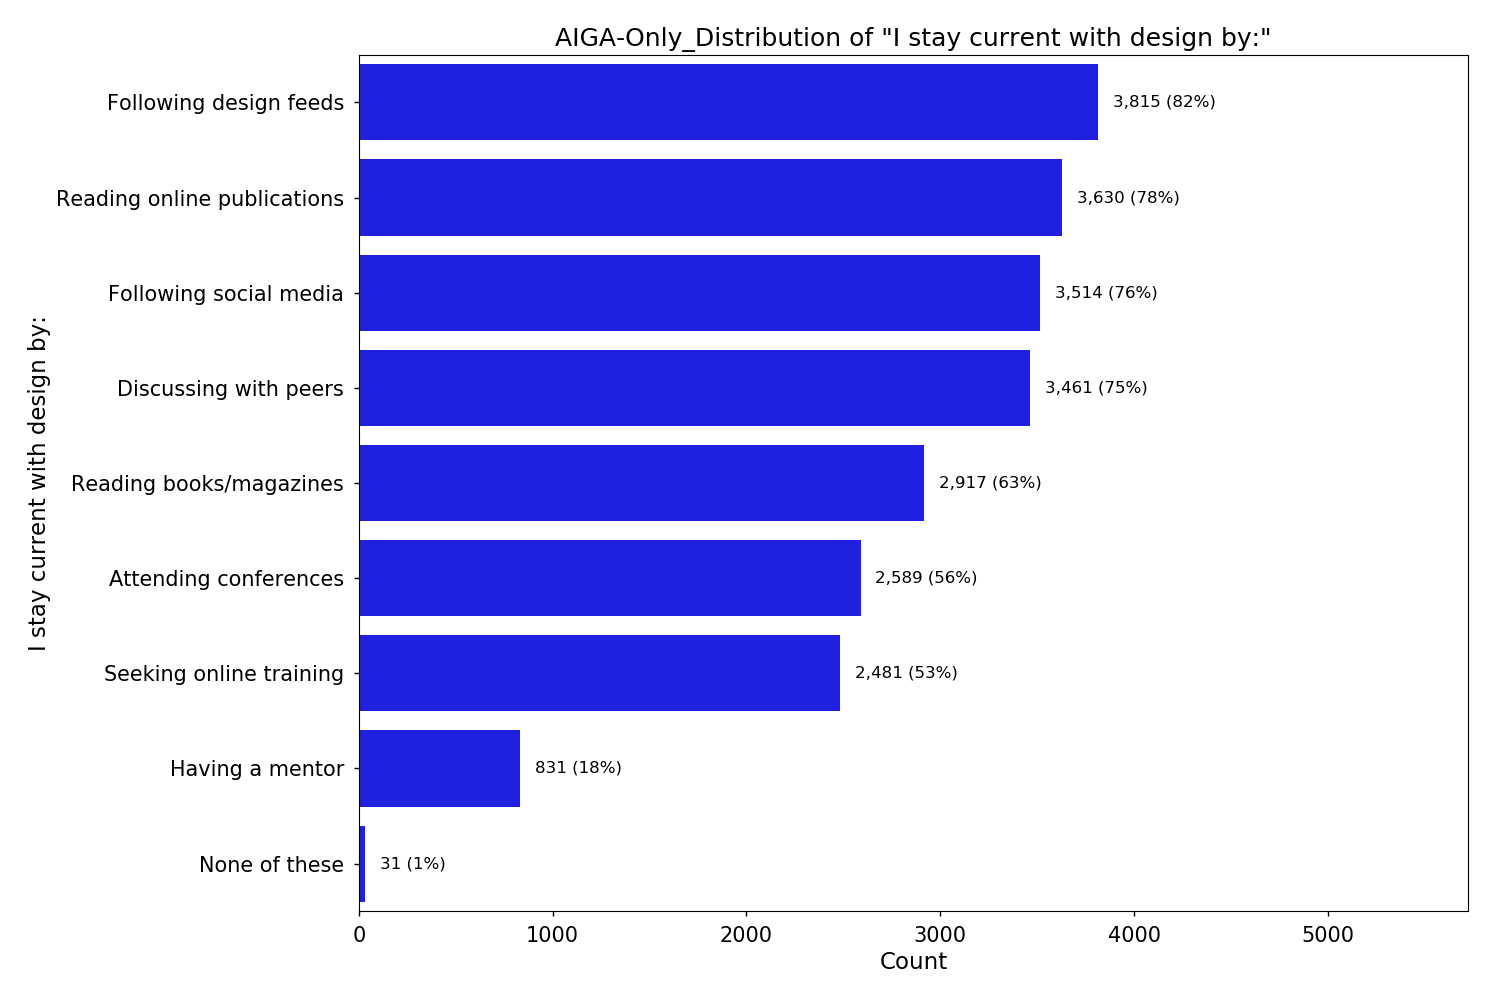 AIGA-Only_Distribution of "I stay current with design by:"
Following design feeds 3,815 (82%)
Reading online publications 3,630 (78%)
Following social media 3,514 (76%)
Discussing with peers 3,461 (75%)
Reading books/magazines 2,917 (63%)
Attending conferences 2,589 (56%)
Seeking online training 2,481 (53%)
Having a mentor 831 (18%)
None of these 31 (1%)
I stay current with design by:
0 1000 2000 3000 4000 5000
Count